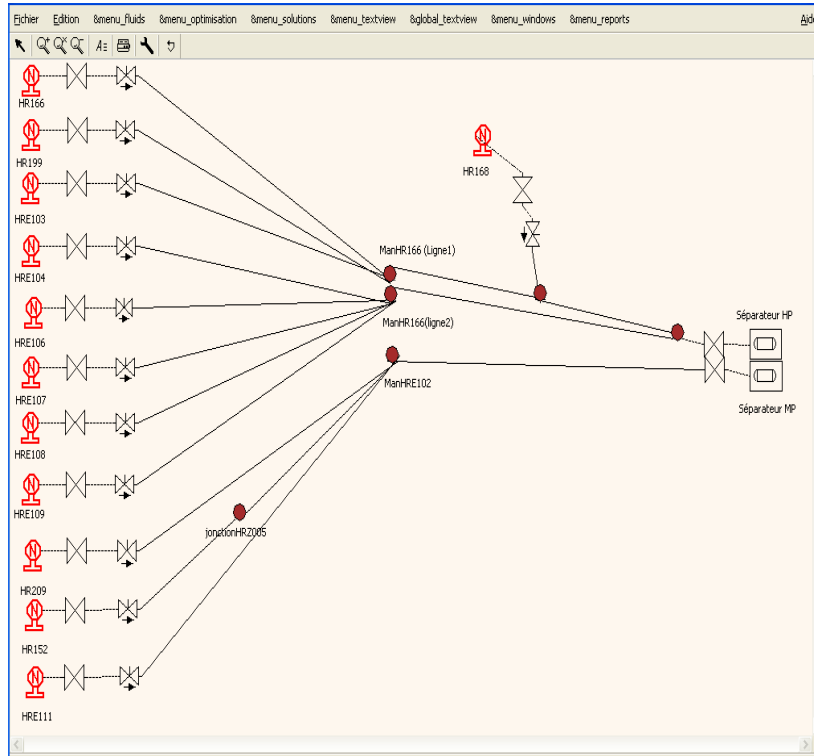 Fichier Edition &menu_fluids &menu_optimisation &menu_solutions &menu_textview &global_textview &menu_windows &menu_reports Aide
A
N
HR166
N
HR199
N
HRE103
N
HRE104
N
HRE106
N
HRE107
N
HRE108
N
HRE109
N
HR209
N
HR152
N
HRE111
N
HR168
ManHR166 (Ligne1)
ManHR166(ligne2)
ManHRE102
jonctionHRZ005
Séparateur HP
Séparateur MP